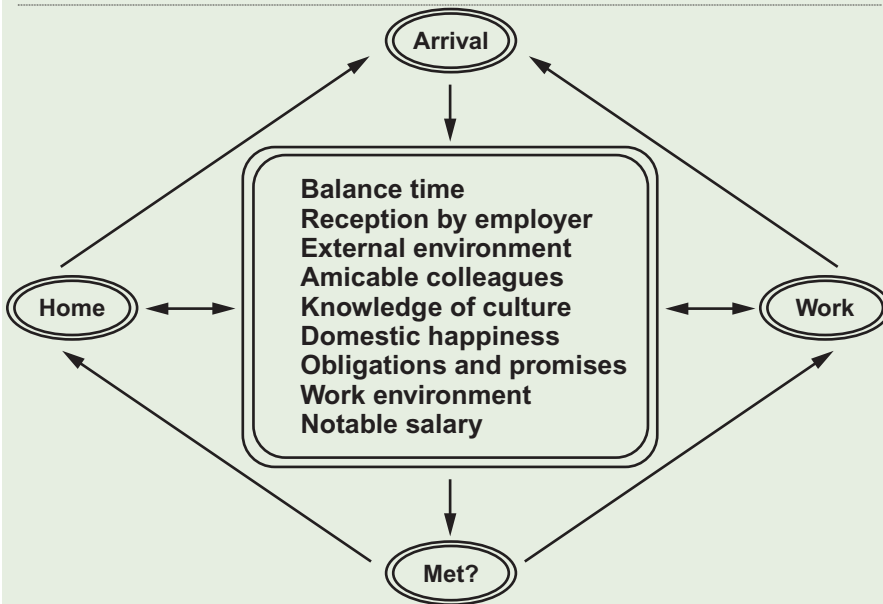 Arrival
Balance time
Reception by employer
External environment
Amicable colleagues
Home
Knowledge of culture
Work
Domestic happiness
Obligations and promises
Work environment
Notable salary
Met?